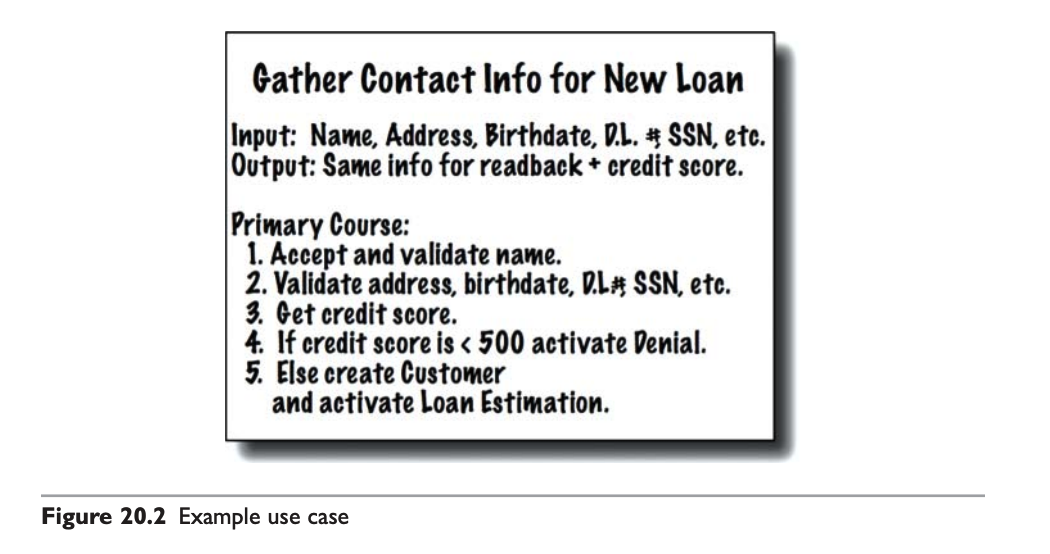 Gather Contact Info for New Loan
Input: Name, Address, Birthdate, D.L. #, SSN, etc.
Output: Same info for readback + credit score.
Primary Course:
1. Accept and validate name.
2. Validate address, birthdate, D.L.#, SSN, etc.
3. Get credit score.
4. If credit score is < 500 activate Denial.
5. Else create Customer
and activate Loan Estimation.
Figure 20.2 Example use case